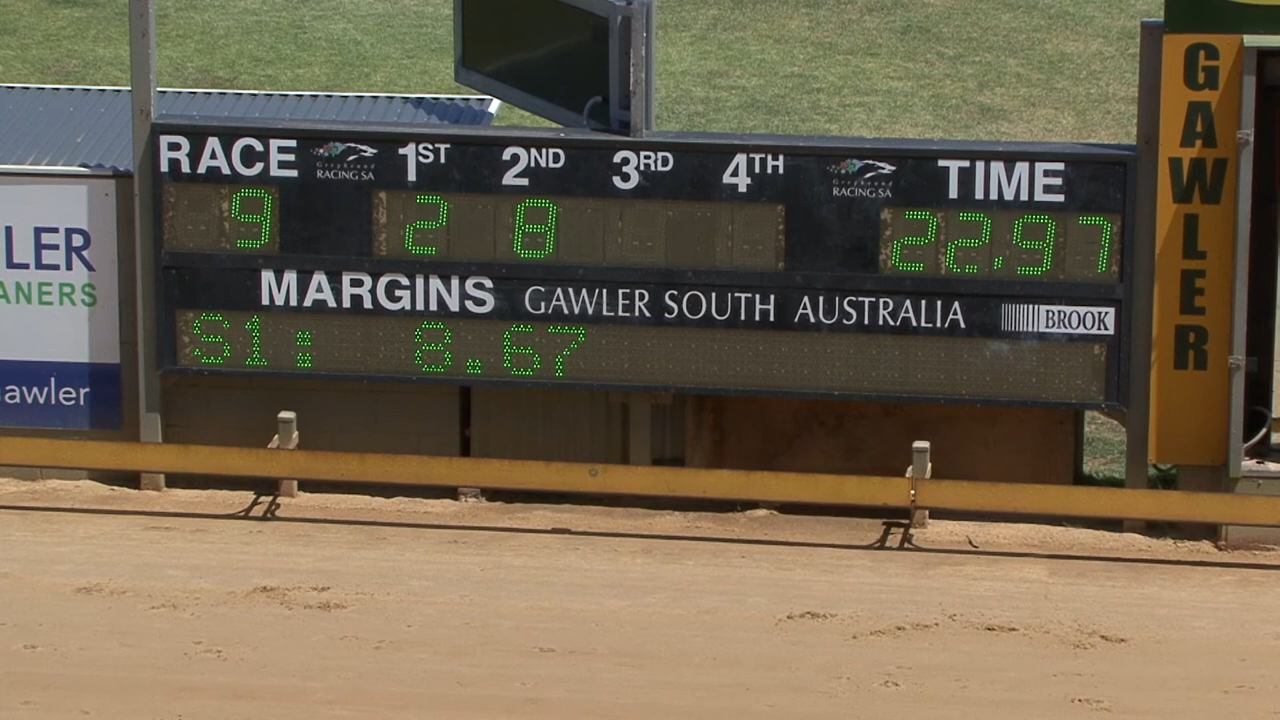 RACE 1ST 2ND 3RD 4TH TIME
Greyhound RACING SA
Greyhound RACING SA
9 2 8 22.97
MARGINS GAWLER SOUTH AUSTRALIA BROOK
S1: 8.67
GAWLER
LER
ANERS
awler